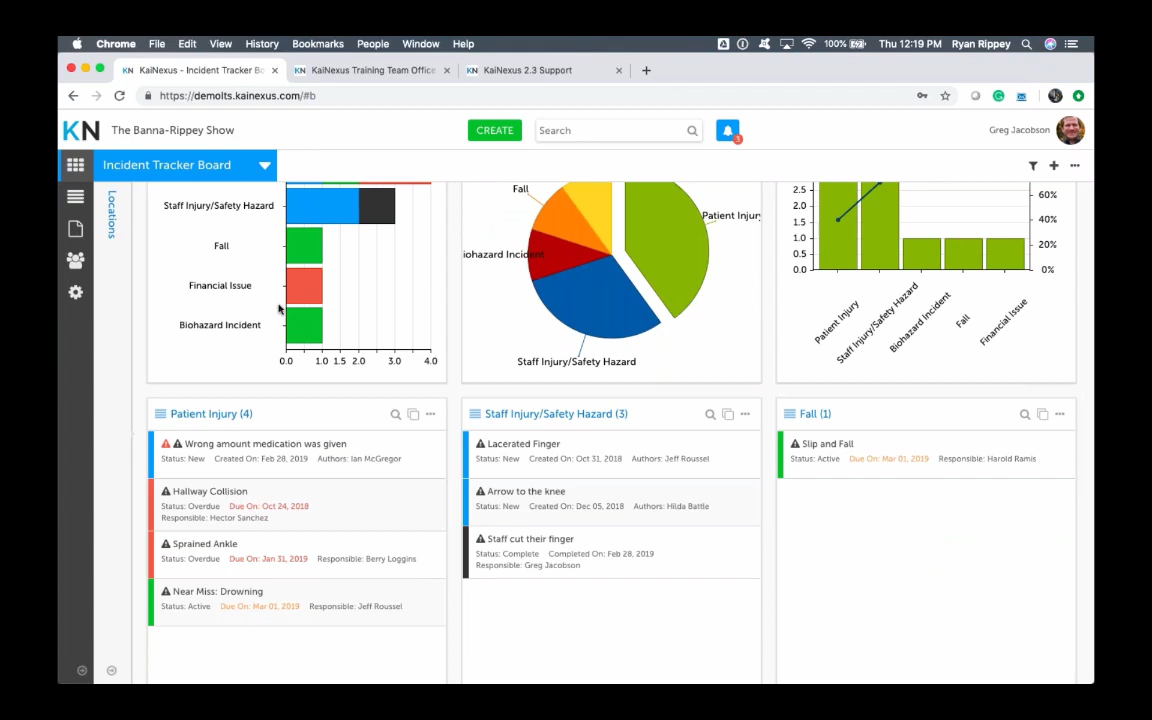 Chrome File Edit View History Bookmarks People Window Help 100% Thu 12:19 PM Ryan Rippey
KN KaiNexus - Incident Tracker Bo × KN KaiNexus Training Team Office × KN KaiNexus 2.3 Support × +
https://demolts.kainexus.com/#b
KN The Banna-Rippey Show CREATE Search 3 Greg Jacobson
Incident Tracker Board
Locations
Staff Injury/Safety Hazard
Fall
Financial Issue
Biohazard Incident
0.0 1.0 1.5 2.0 3.0 4.0
Fall
Patient Injury
iohazard Incident
Staff Injury/Safety Hazard
2.5 60%
2.0
1.5 40%
1.0
0.5 20%
0.0 0%
Patient Injury
Staff Injury/Safety Hazard
Biohazard Incident
Fall
Financial Issue
Patient Injury (4)
Wrong amount medication was given
Status: New Created On: Feb 28, 2019 Authors: Ian McGregor
Hallway Collision
Status: Overdue Due On: Oct 24, 2018
Responsible: Hector Sanchez
Sprained Ankle
Status: Overdue Due On: Jan 31, 2019 Responsible: Berry Loggins
Near Miss: Drowning
Status: Active Due On: Mar 01, 2019 Responsible: Jeff Roussel
Staff Injury/Safety Hazard (3)
Lacerated Finger
Status: New Created On: Oct 31, 2018 Authors: Jeff Roussel
Arrow to the knee
Status: New Created On: Dec 05, 2018 Authors: Hilda Battle
Staff cut their finger
Status: Complete Completed On: Feb 28, 2019
Responsible: Greg Jacobson
Fall (1)
Slip and Fall
Status: Active Due On: Mar 01, 2019 Responsible: Harold Ramis